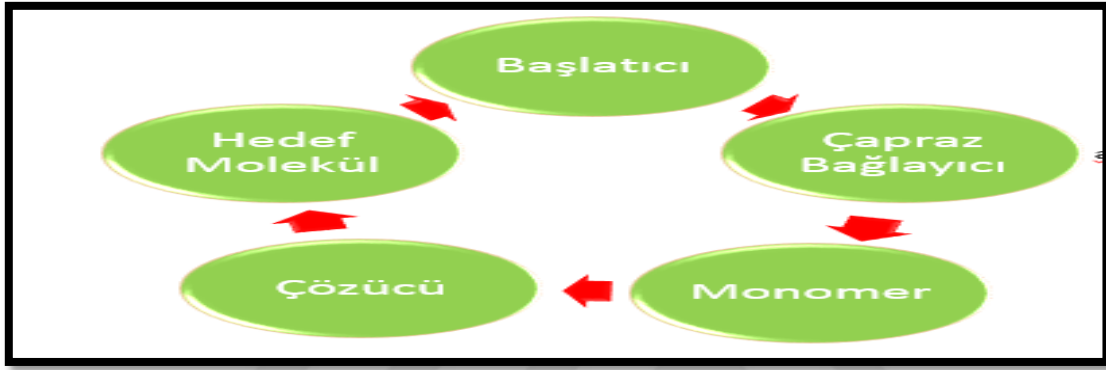 Başlatıcı
Çapraz
Bağlayıcı
Monomer
Çözücü
Hedef
Molekül